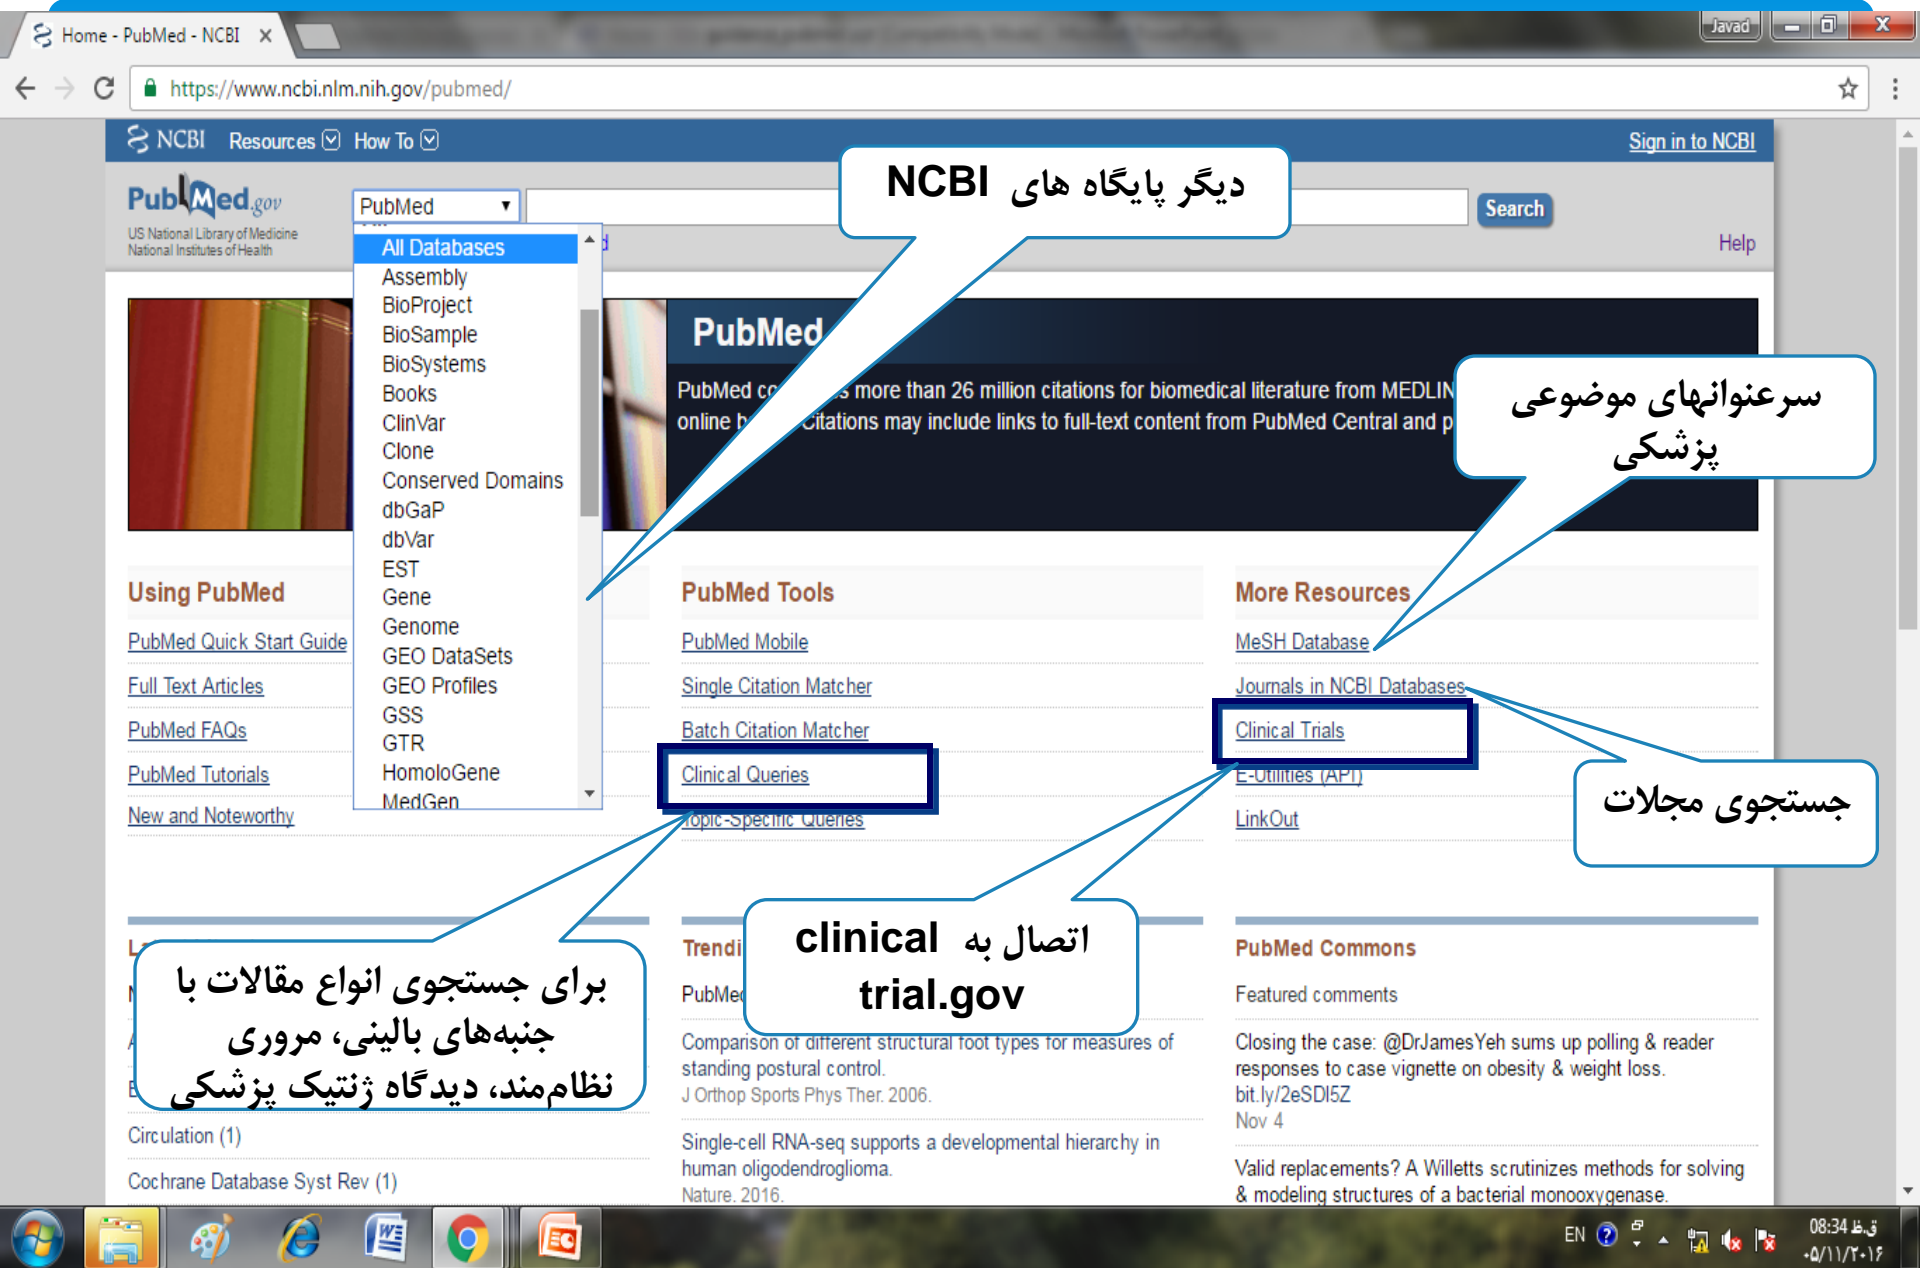 Home - PubMed - NCBI
Javad
https://www.ncbi.nlm.nih.gov/pubmed/
NCBI Resources How To
Sign in to NCBI
PubMed.gov
US National Library of Medicine
National Institutes of Health
PubMed
Search
Help
دیگر پایگاه های NCBI
All Databases
Assembly
BioProject
BioSample
BioSystems
Books
ClinVar
Clone
Conserved Domains
dbGaP
dbVar
EST
Gene
Genome
GEO DataSets
GEO Profiles
GSS
GTR
HomoloGene
MedGen
PubMed
PubMed more than 26 million citations for biomedical literature from
online Citations may include links to full-text content from PubMed Central and
سرعنوانهای موضوعی
پزشکی
Using PubMed
PubMed Quick Start Guide
Full Text Articles
PubMed FAQs
PubMed Tutorials
New and Noteworthy
PubMed Tools
PubMed Mobile
Single Citation Matcher
Batch Citation Matcher
Clinical Queries
Topic-Specific Queries
More Resources
MeSH Database
Journals in NCBI Databases
Clinical Trials
E-Utilities (API)
LinkOut
جستجوی مجلات
اتصال به clinical
trial.gov
برای جستجوی انواع مقالات با
جنبه‌های بالینی، مروری
نظام‌مند، دیدگاه ژنتیک پزشکی
Circulation (1)
Cochrane Database Syst Rev (1)
Comparison of different structural foot types for measures of
standing postural control.
J Orthop Sports Phys Ther. 2006.
Single-cell RNA-seq supports a developmental hierarchy in
human oligodendroglioma.
Nature. 2016.
PubMed Commons
Featured comments
Closing the case: @DrJamesYeh sums up polling & reader
responses to case vignette on obesity & weight loss.
bit.ly/2eSDI5Z
Nov 4
Valid replacements? A Willetts scrutinizes methods for solving
& modeling structures of a bacterial monooxygenase.
EN
08:34 ق.ظ
۰۵/۱۱/۲۰۱۶